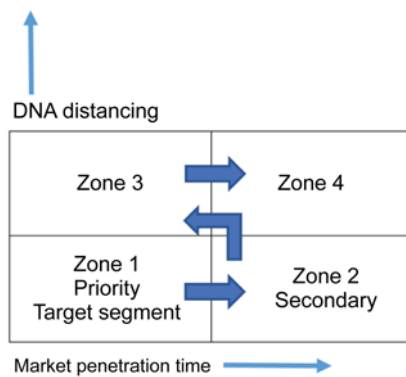 DNA distancing
Zone 3
Zone 4
Zone 1
Priority
Target segment
Zone 2
Secondary
Market penetration time